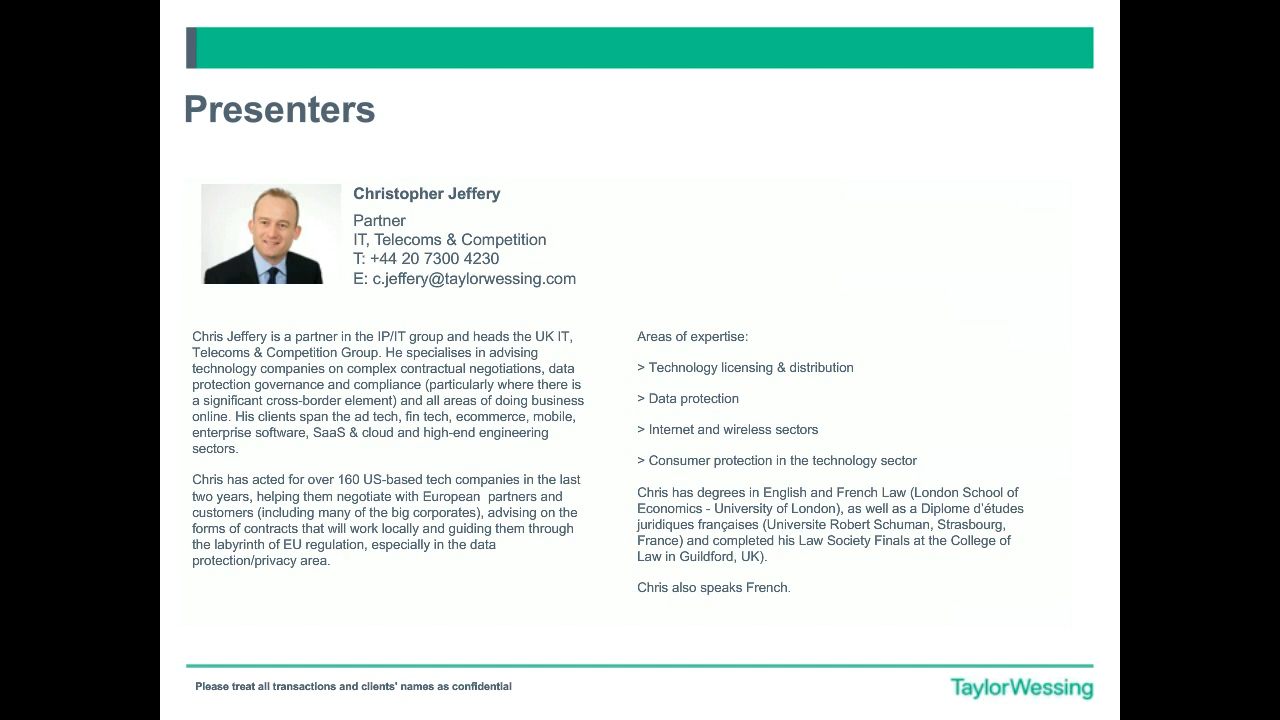 Presenters
Christopher Jeffery
Partner
IT, Telecoms & Competition
T: +44 20 7300 4230
E: c.jeffery@taylorwessing.com
Chris Jeffery is a partner in the IP/IT group and heads the UK IT,
Telecoms & Competition Group. He specialises in advising
technology companies on complex contractual negotiations, data
protection governance and compliance (particularly where there is
a significant cross-border element) and all areas of doing business
online. His clients span the ad tech, fin tech, ecommerce, mobile,
enterprise software, SaaS & cloud and high-end engineering
sectors.
Chris has acted for over 160 US-based tech companies in the last
two years, helping them negotiate with European  partners and
customers (including many of the big corporates), advising on the
forms of contracts that will work locally and guiding them through
the labyrinth of EU regulation, especially in the data
protection/privacy area.
Areas of expertise:
> Technology licensing & distribution
> Data protection
> Internet and wireless sectors
> Consumer protection in the technology sector
Chris has degrees in English and French Law (London School of
Economics - University of London), as well as a Diplome d'études
juridiques françaises (Universite Robert Schuman, Strasbourg,
France) and completed his Law Society Finals at the College of
Law in Guildford, UK).
Chris also speaks French.
Please treat all transactions and clients' names as confidential
TaylorWessing